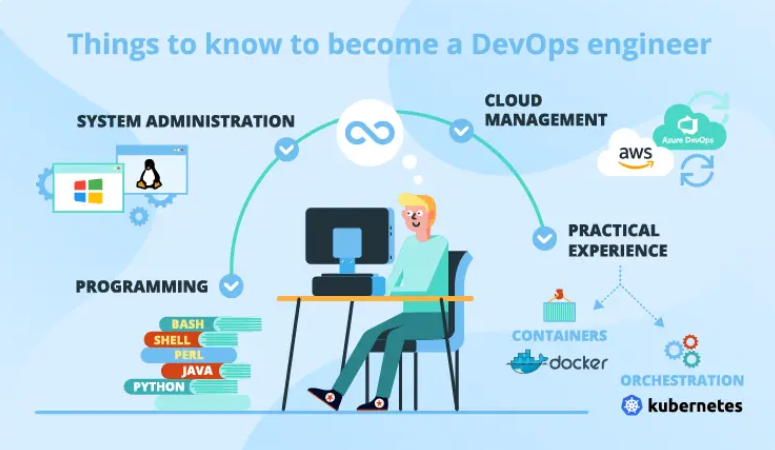 Things to know to become a DevOps engineer
SYSTEM ADMINISTRATION
CLOUD
MANAGEMENT
Azure DevOps
aws
PRACTICAL
EXPERIENCE
PROGRAMMING
BASH
SHELL
PERL
JAVA
PYTHON
CONTAINERS
docker
ORCHESTRATION
kubernetes